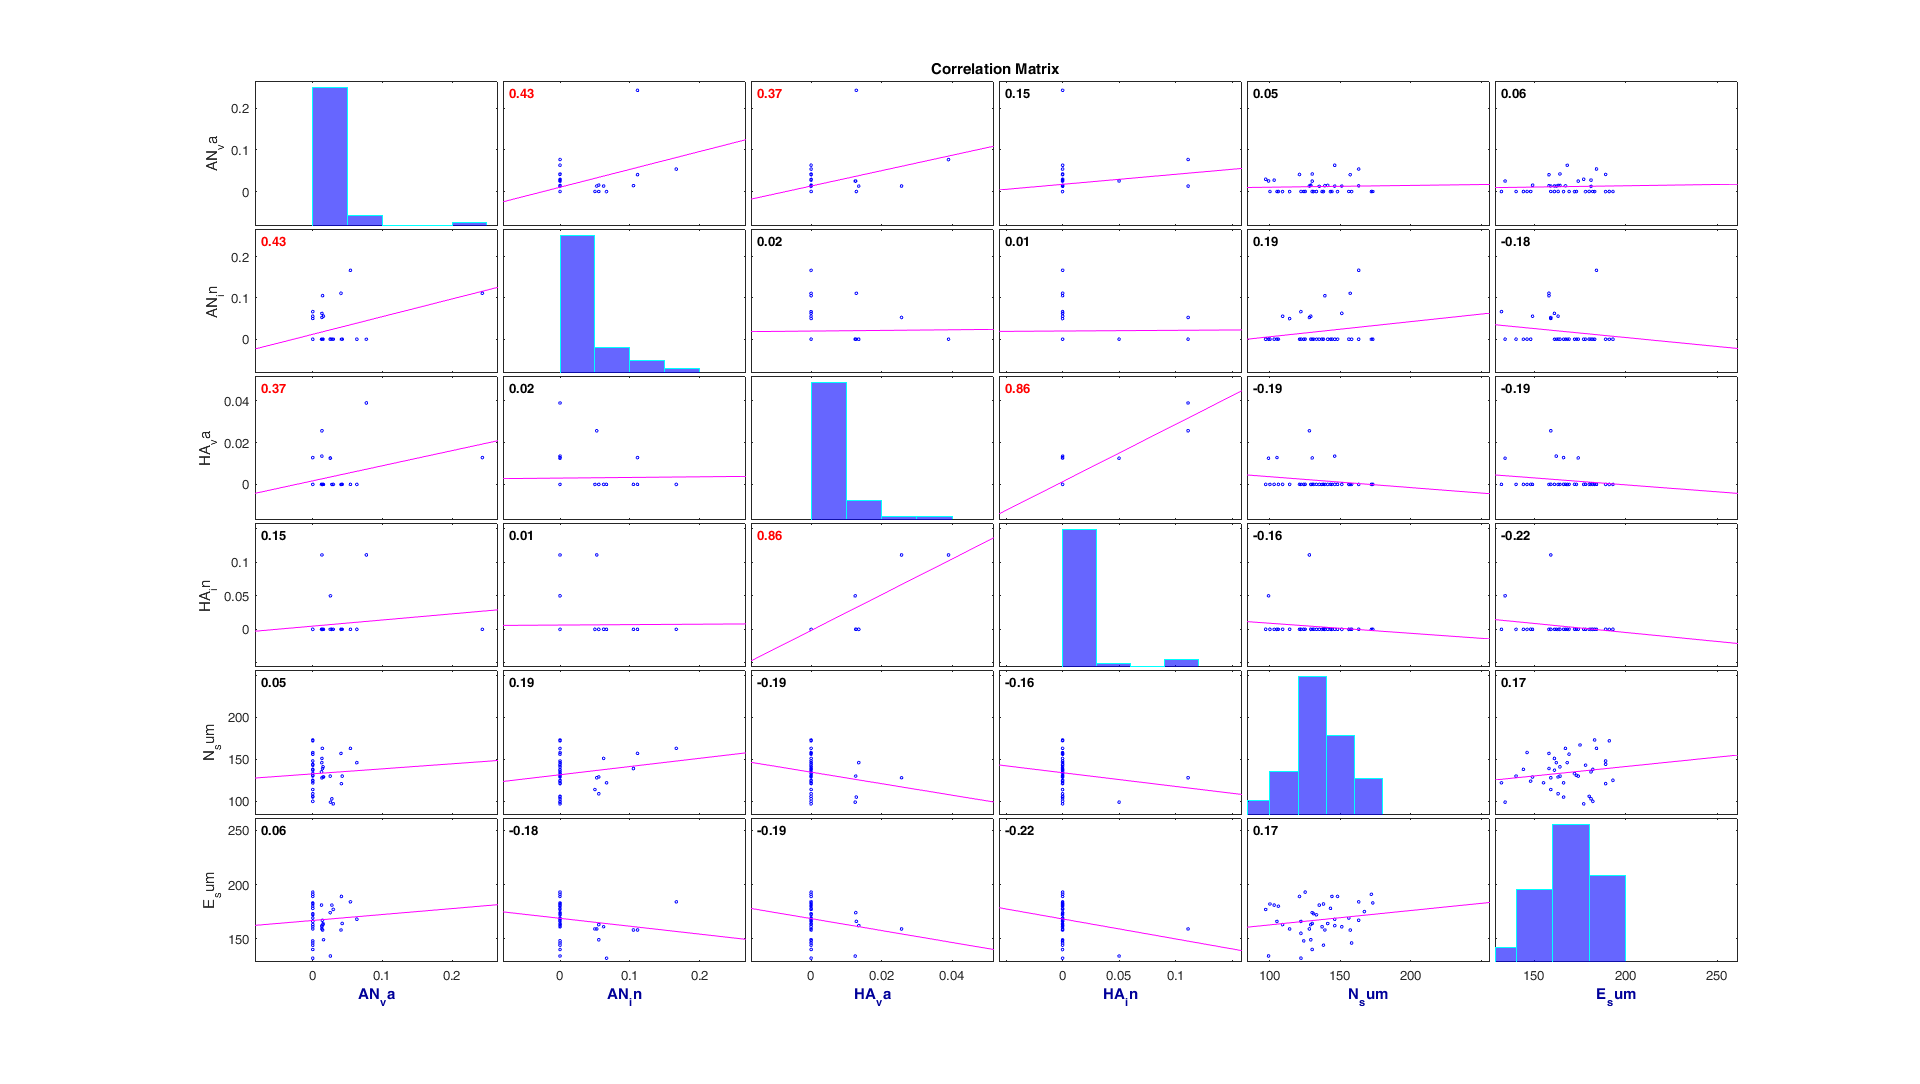 Correlation Matrix
0.43 0.37 0.15 0.05 0.06
0.2
0.1
0
AN_va
0.43 0.02 0.01 0.19 -0.18
0.2
0.1
0
AN_in
0.37 0.02 0.86 -0.19 -0.19
0.04
0.02
0
HA_va
0.15 0.01 0.86 -0.16 -0.22
0.1
0.05
0
HA_in
0.05 0.19 -0.19 -0.16 0.17
200
150
100
N_sum
0.06 -0.18 -0.19 -0.22 0.17
250
200
150
E_sum
0 0.1 0.2 0 0.1 0.2 0 0.02 0.04 0 0.05 0.1 100 150 200 150 200 250
AN_va AN_in HA_va HA_in N_sum E_sum